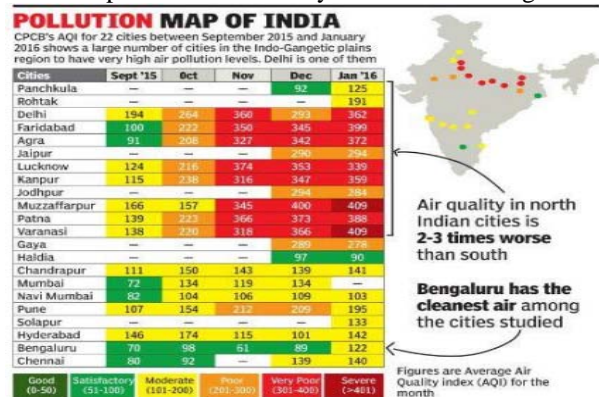 POLLUTION MAP OF INDIA
CPCB's AQI for 22 cities between September 2015 and January
2016 shows a large number of cities in the Indo-Gangetic plains
region to have very high air pollution levels. Delhi is one of them
Cities Sept '15 Oct Nov Dec Jan '16
Panchkula — — — 92 125
Rohtak — — — — 191
Delhi 194 264 360 293 362
Faridabad 100 222 350 345 399
Agra 91 208 327 342 372
Jaipur — — — 290 294
Lucknow 124 216 374 353 339
Kanpur 115 238 316 347 359
Jodhpur — — — 294 284
Muzzaffarpur 166 157 345 400 409
Patna 139 223 366 373 388
Varanasi 138 220 318 366 409
Gaya — — — 289 278
Haldia — — — 97 90
Chandrapur 111 150 143 139 141
Mumbai 72 134 119 134 —
Navi Mumbai 82 104 106 109 103
Pune 107 154 212 209 195
Solapur — — — — 133
Hyderabad 146 174 115 101 142
Bengaluru 70 98 61 89 122
Chennai 80 92 — 139 140
Good (0-50) Satisfactory (51-100) Moderate (101-200) Poor (201-300) Very Poor (301-400) Severe (>401)
Air quality in north
Indian cities is
2-3 times worse
than south
Bengaluru has the
cleanest air among
the cities studied
Figures are Average Air
Quality index (AQI) for the
month